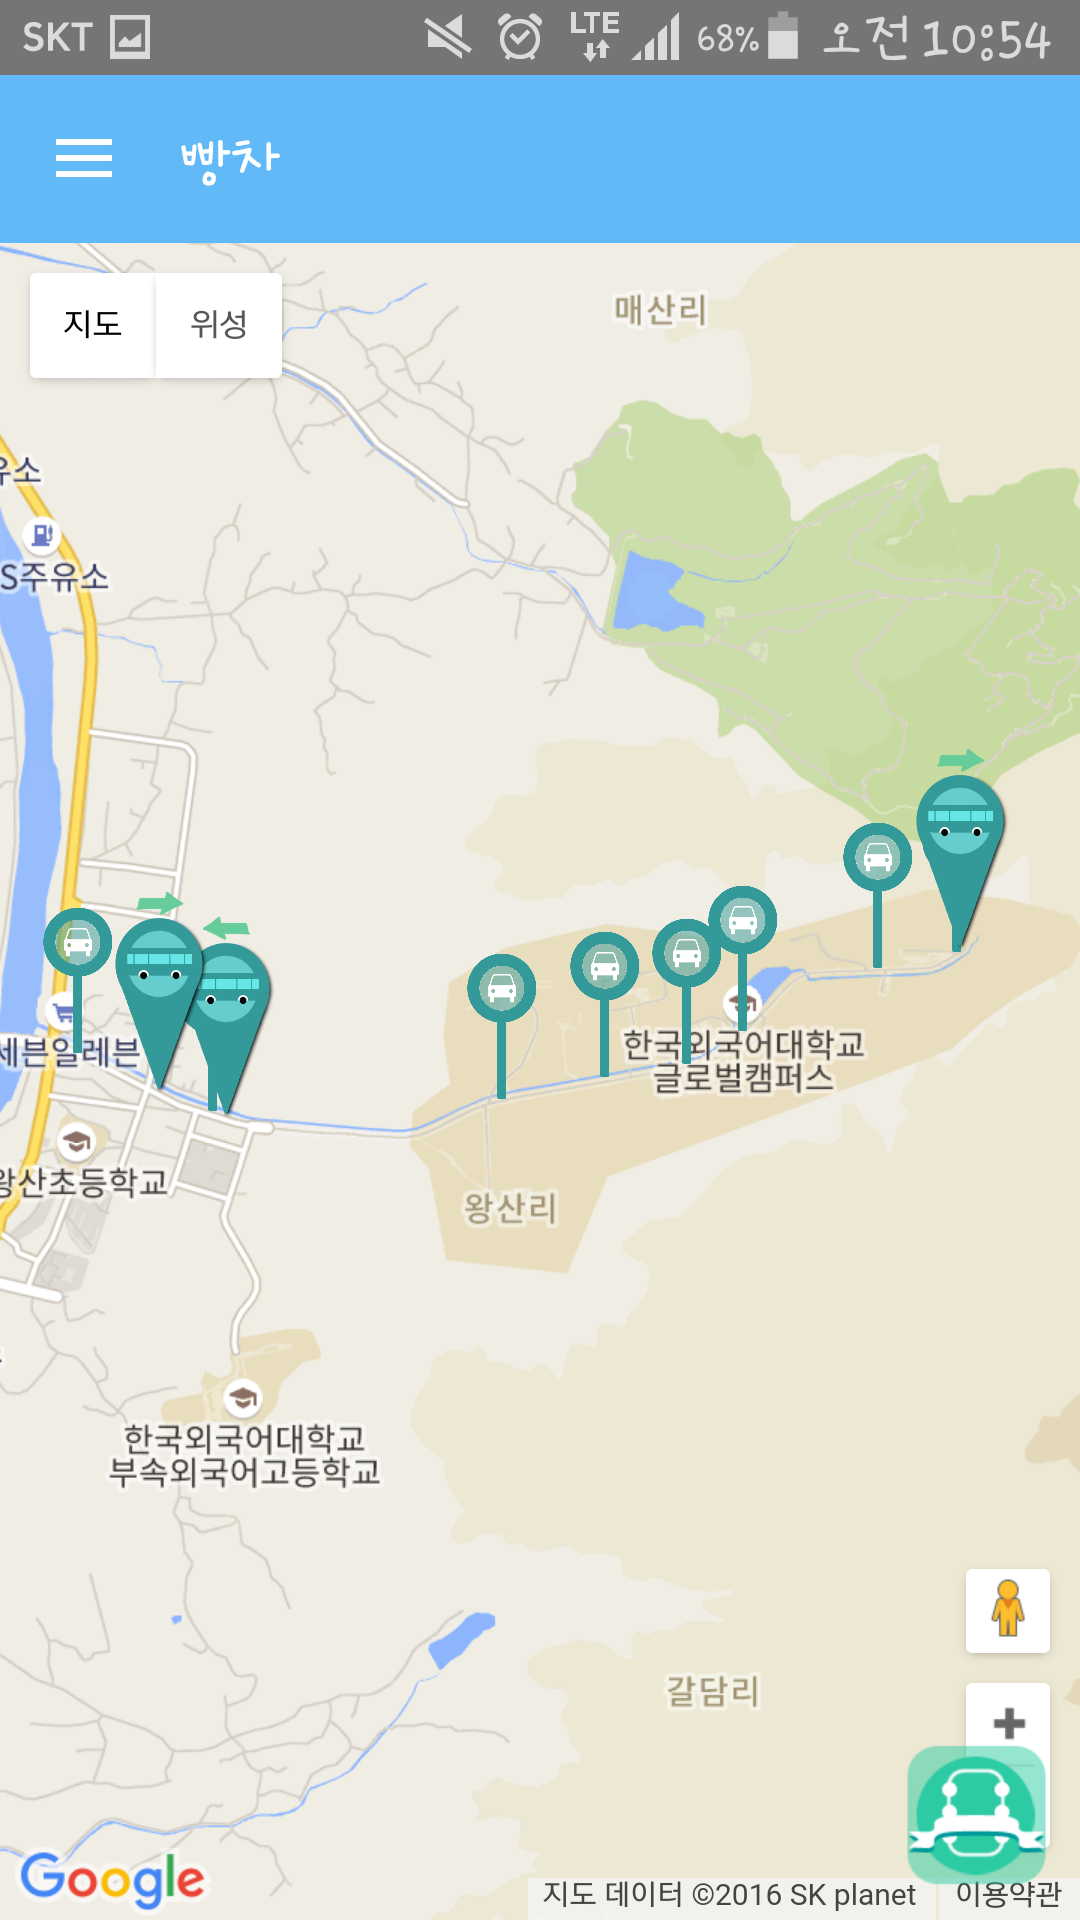 SKT LTE 68% 오전 10:54
빵차
지도 위성
매산리
유소
S주유소
세븐일레븐
한국외국어대학교
글로벌캠퍼스
왕산초등학교
왕산리
한국외국어대학교
부속외국어고등학교
갈담리
Google
지도 데이터 ©2016 SK planet 이용약관